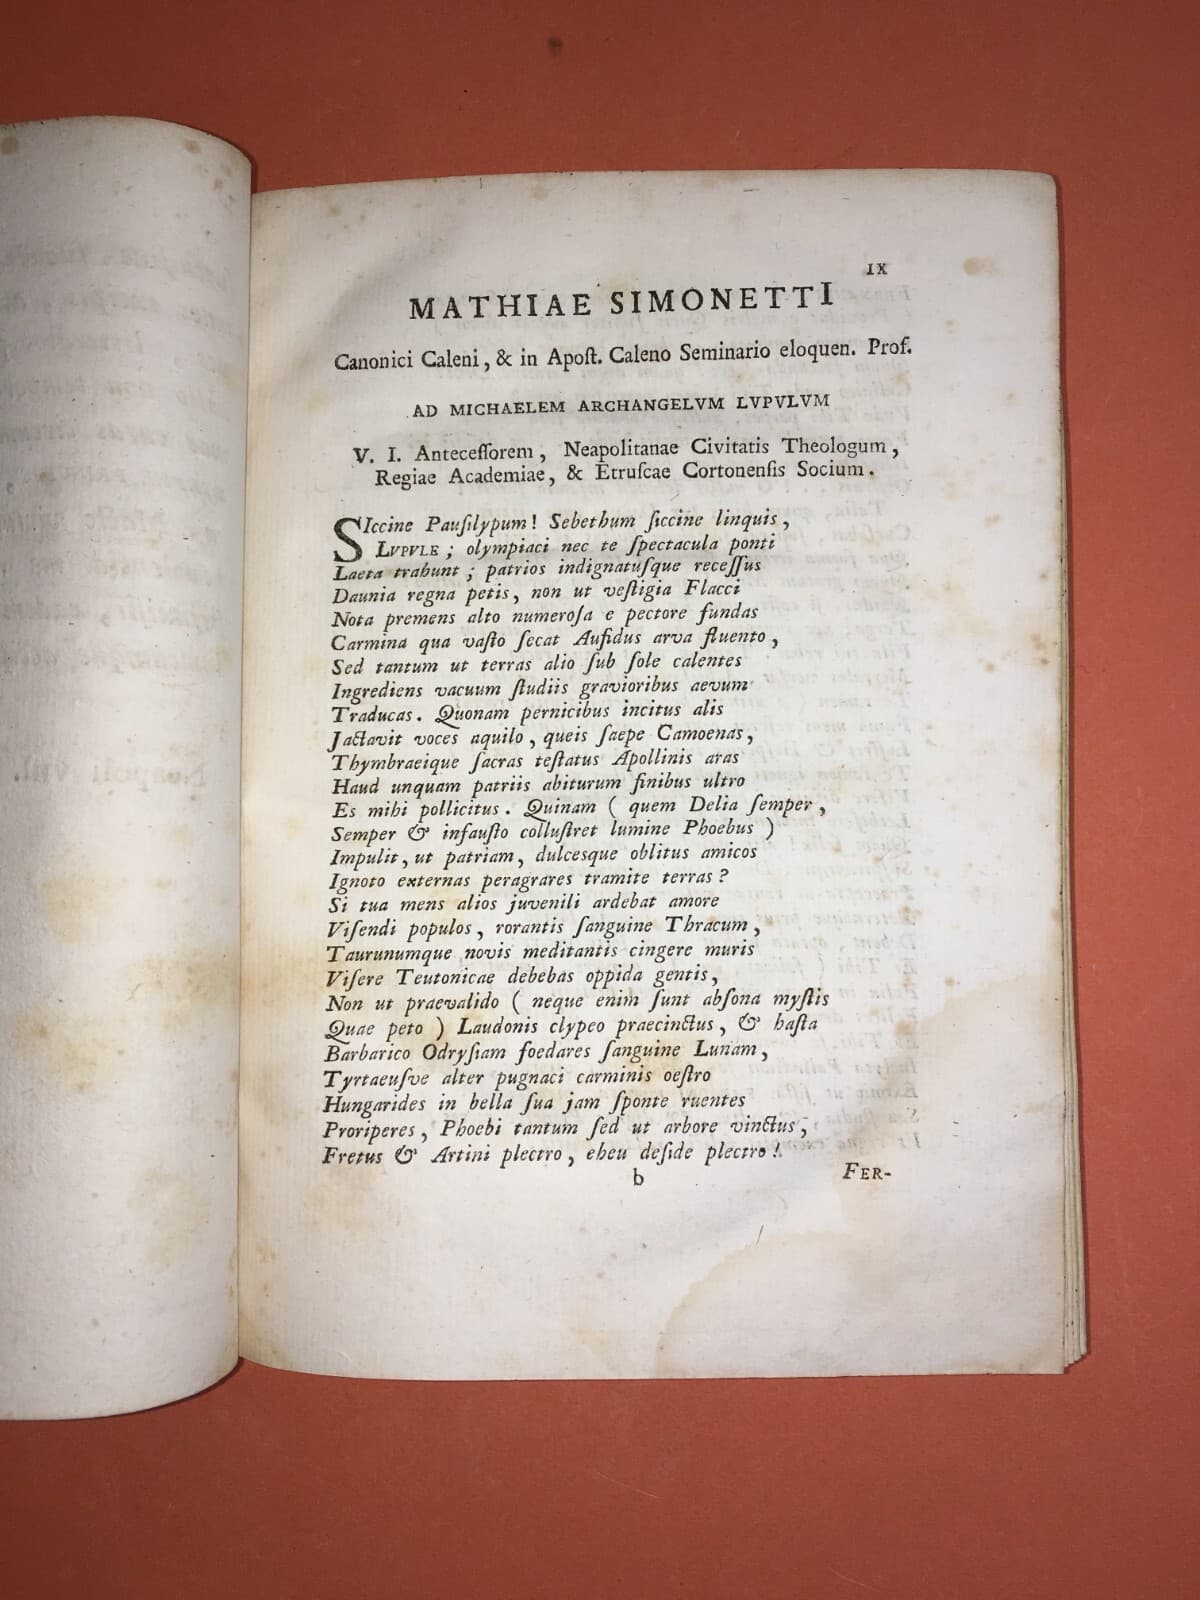 IX
MATHIAE SIMONETTI
Canonici Caleni, & in Apoſt. Caleno Seminario eloquen. Prof.
AD MICHAELEM ARCHANGELVM LVPVLVM
V. I. Anteceſſorem, Neapolitanae Civitatis Theologum,
Regiae Academiae, & Etruſcae Cortonenſis Socium.
SIccine Pauſilypum! Sebethum ſiccine linquis,
LVPVLE; olympiaci nec te ſpectacula ponti
Laeta trahunt; patrios indignatuſque receſſus
Daunia regna petis, non ut veſtigia Flacci
Nota premens alto numeroſa e pectore fundas
Carmina qua vaſto ſecat Aufidus arva fluento,
Sed tantum ut terras alio ſub ſole calentes
Ingrediens vacuum ſtudiis gravioribus aevum
Traducas. Quonam pernicibus incitus alis
Jactavit voces aquilo, queis ſaepe Camoenas,
Thymbraeique ſacras teſtatus Apollinis aras
Haud unquam patriis abiturum finibus ultro
Es mihi pollicitus. Quinam (quem Delia ſemper,
Semper & infauſto colluſtret lumine Phoebus)
Impulit, ut patriam, dulceſque oblitus amicos
Ignoto externas peragrares tramite terras?
Si tua mens alios juvenili ardebat amore
Viſendi populos, rorantis ſanguine Thracum,
Taurunumque novis meditantis cingere muris
Viſere Teutonicae debebas oppida gentis,
Non ut praevalido (neque enim ſunt abſona myſtis
Quae peto) Laudonis clypeo praecinctus, & haſta
Barbarico Odryſiam foedares ſanguine Lunam,
Tyrtaeuſve alter pugnaci carminis oeſtro
Hungarides in bella ſua jam ſponte ruentes
Proriperes, Phoebi tantum ſed ut arbore vinctus,
Fretus & Artini plectro, eheu deſide plectro!
b
FER-